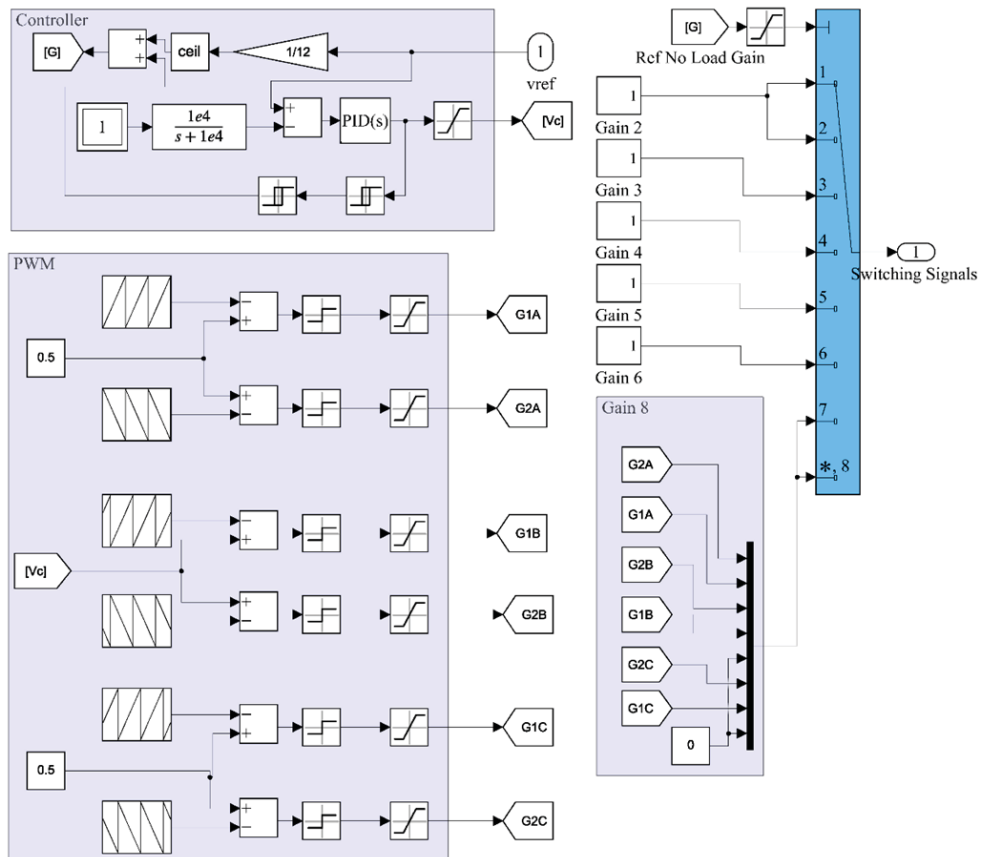 Controller
[G]
+
+
ceil
1/12
1
vref
1
1e4
s + 1e4
+
−
PID(s)
[Vc]
PWM
0.5
−
+
G1A
+
−
G2A
[Vc]
−
+
G1B
+
−
G2B
0.5
−
+
G1C
+
−
G2C
[G]
Ref No Load Gain
1
Gain 2
1
Gain 3
1
Gain 4
1
Gain 5
1
Gain 6
1
2
3
4
5
6
7
*, 8
1
Switching Signals
Gain 8
G2A
G1A
G2B
G1B
G2C
G1C
0